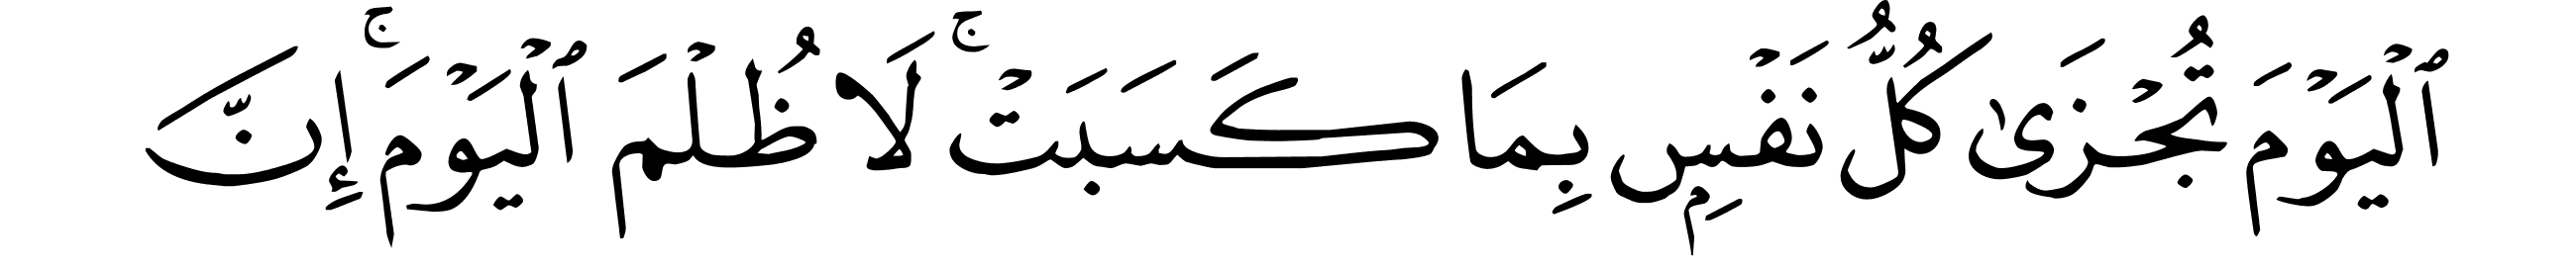 ٱلۡيَوۡمَ تُجۡزَىٰ كُلُّ نَفۡسِۭ بِمَا كَسَبَتۡۚ لَا ظُلۡمَ ٱلۡيَوۡمَۚ إِنَّ